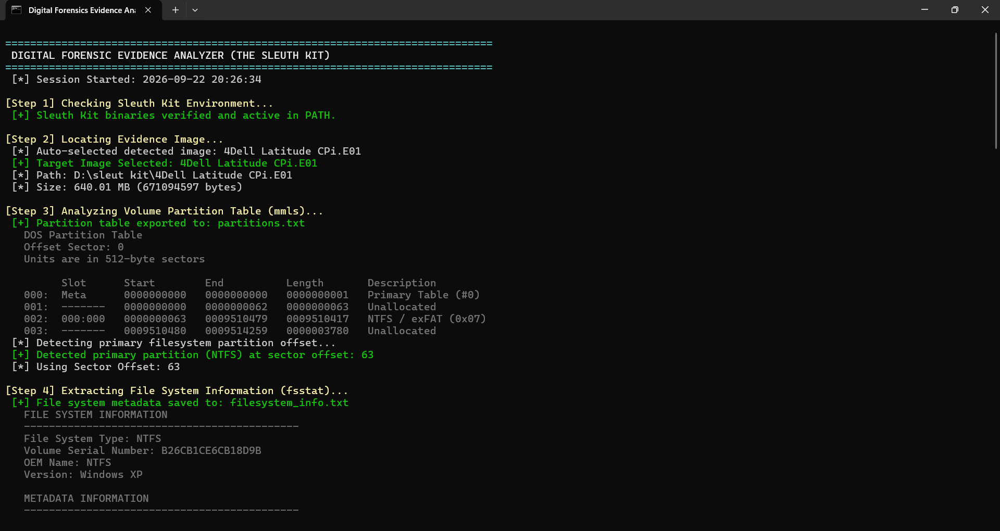 Digital Forensics Evidence Ana
==============================================================================
DIGITAL FORENSIC EVIDENCE ANALYZER (THE SLEUTH KIT)
==============================================================================
[*] Session Started: 2026-09-22 20:26:34
[Step 1] Checking Sleuth Kit Environment...
[+] Sleuth Kit binaries verified and active in PATH.
[Step 2] Locating Evidence Image...
[*] Auto-selected detected image: 4Dell Latitude CPi.E01
[+] Target Image Selected: 4Dell Latitude CPi.E01
[*] Path: D:\sleut kit\4Dell Latitude CPi.E01
[*] Size: 640.01 MB (671094597 bytes)
[Step 3] Analyzing Volume Partition Table (mmls)...
[+] Partition table exported to: partitions.txt
DOS Partition Table
Offset Sector: 0
Units are in 512-byte sectors
Slot Start End Length Description
000: Meta 0000000000 0000000000 0000000001 Primary Table (#0)
001: ------- 0000000000 0000000062 0000000063 Unallocated
002: 000:000 0000000063 0009510479 0009510417 NTFS / exFAT (0x07)
003: ------- 0009510480 0009514259 0000003780 Unallocated
[*] Detecting primary filesystem partition offset...
[+] Detected primary partition (NTFS) at sector offset: 63
[*] Using Sector Offset: 63
[Step 4] Extracting File System Information (fsstat)...
[+] File system metadata saved to: filesystem_info.txt
FILE SYSTEM INFORMATION
--------------------------------------------
File System Type: NTFS
Volume Serial Number: B26CB1CE6CB18D9B
OEM Name: NTFS
Version: Windows XP
METADATA INFORMATION
--------------------------------------------